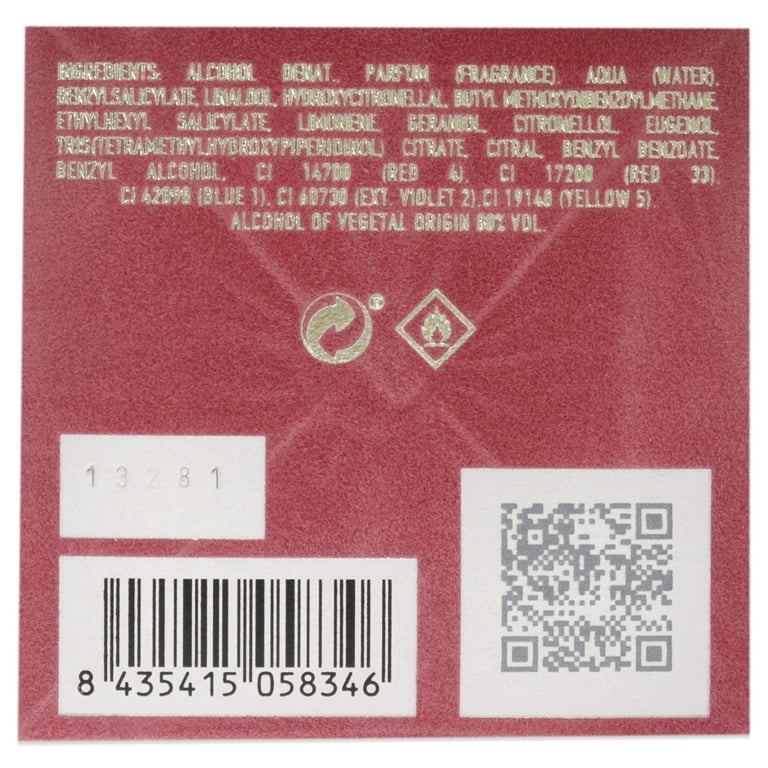 INGREDIENTS: ALCOHOL DENAT., PARFUM (FRAGRANCE), AQUA (WATER),
BENZYL SALICYLATE, LINALOOL, HYDROXYCITRONELLAL, BUTYL METHOXYDIBENZOYLMETHANE,
ETHYLHEXYL SALICYLATE, LIMONENE, GERANIOL, CITRONELLOL, EUGENOL,
TRIS(TETRAMETHYLHYDROXYPIPERIDINOL) CITRATE, CITRAL, BENZYL BENZOATE,
BENZYL ALCOHOL, CI 14700 (RED 4), CI 17200 (RED 33),
CI 42090 (BLUE 1), CI 60730 (EXT. VIOLET 2),CI 19140 (YELLOW 5).
ALCOHOL OF VEGETAL ORIGIN 80% VOL.
®
13281
8 435415 058346